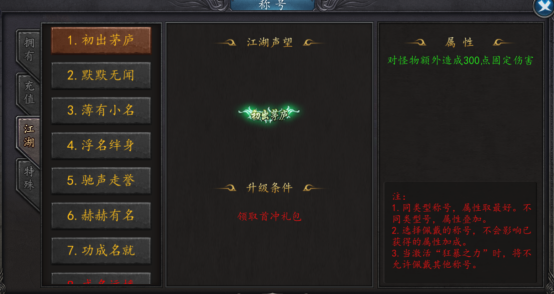 称号
拥有
充值
江湖
特殊
1.初出茅庐
2.默默无闻
3.薄有小名
4.浮名绊身
5.驰声走誉
6.赫赫有名
7.功成名就
江湖声望
初出茅庐
升级条件
领取首冲礼包
属性
对怪物额外造成300点固定伤害
注:
1.同类型称号，属性取最好。不
同类型号，属性叠加。
2.选择佩戴的称号，不会影响已
获得的属性加成。
3.当激活“狂暴之力”时，将不
允许佩戴其他称号。